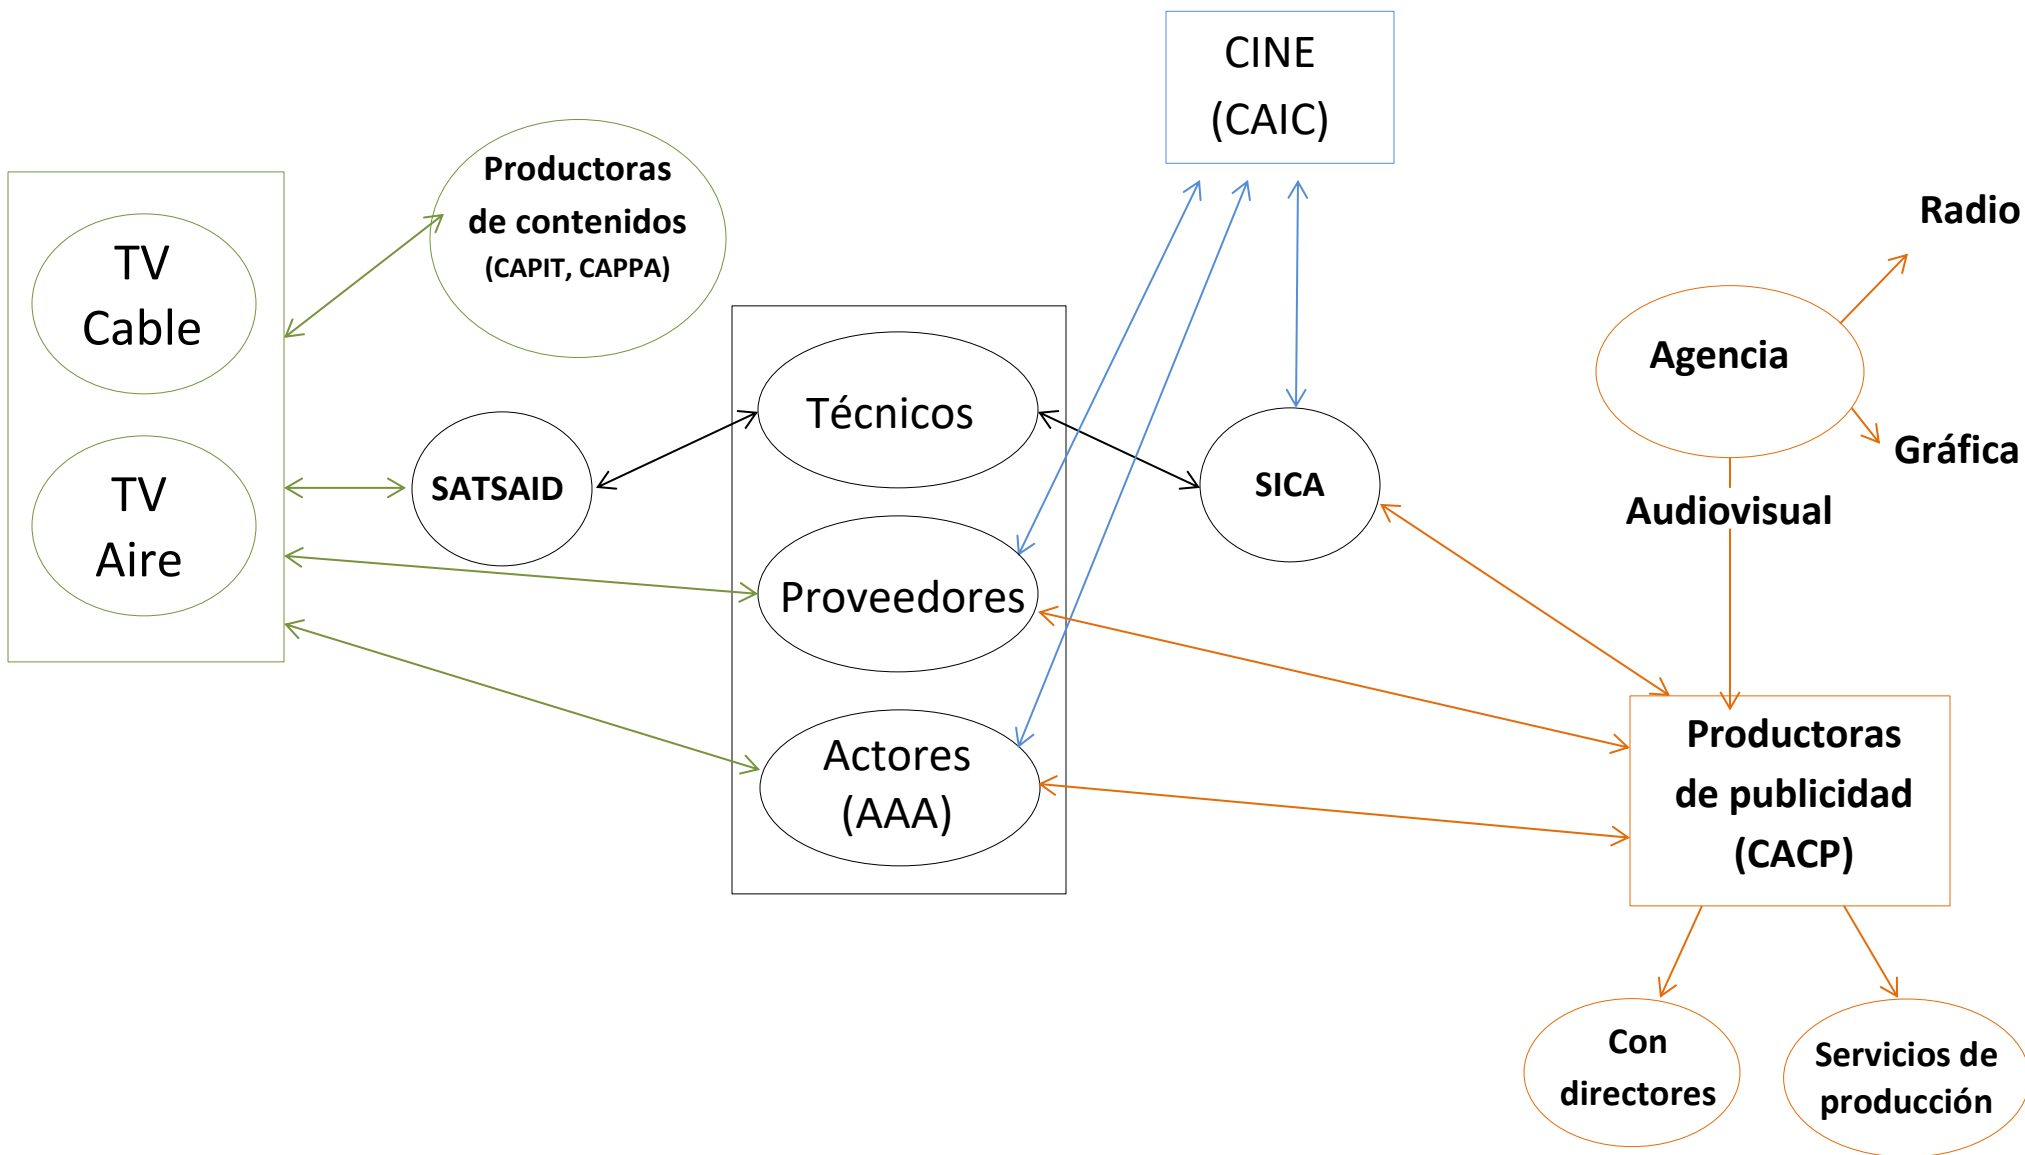 CINE
(CAIC)
Productoras
de contenidos
(CAPIT, CAPPA)
TV
Cable
TV
Aire
SATSAID
Técnicos
Proveedores
Actores
(AAA)
SICA
Radio
Agencia
Gráfica
Audiovisual
Productoras
de publicidad
(CACP)
Con
directores
Servicios de
producción